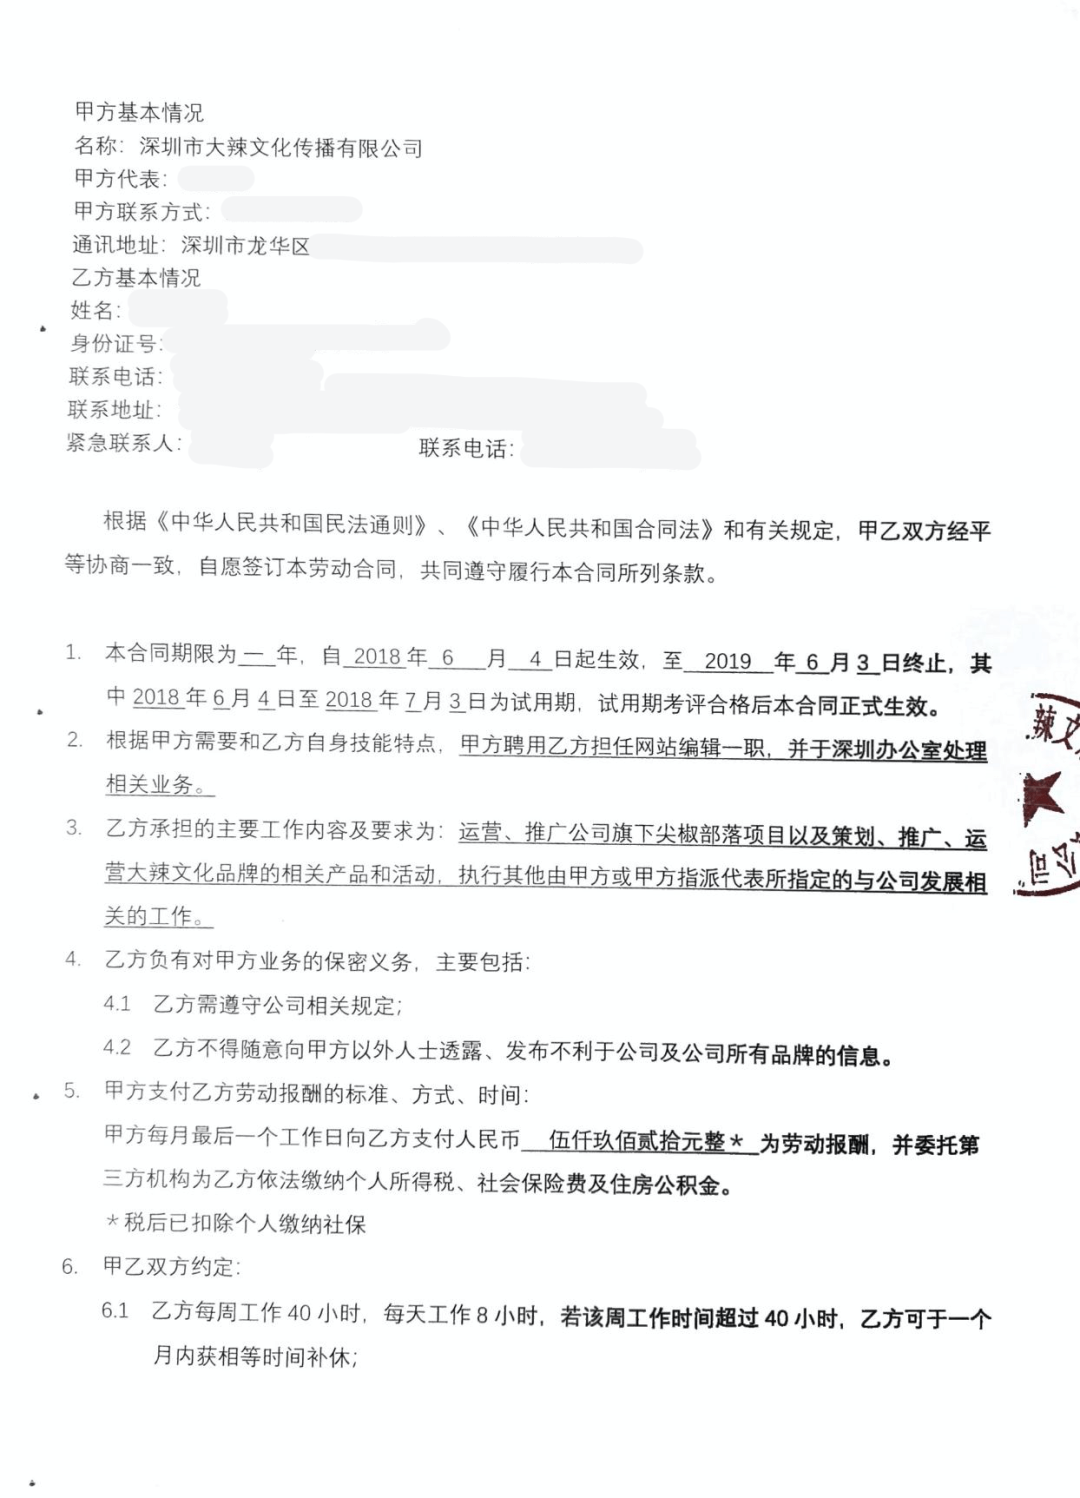 甲方基本情况
名称：深圳市大辣文化传播有限公司
甲方代表：
甲方联系方式：
通讯地址：深圳市龙华区
乙方基本情况
姓名：
身份证号：
联系电话：
联系地址：
紧急联系人： 联系电话：
根据《中华人民共和国民法通则》、《中华人民共和国合同法》和有关规定，甲乙双方经平
等协商一致，自愿签订本劳动合同，共同遵守履行本合同所列条款。
1. 本合同期限为一年，自 2018 年 6 月 4 日起生效，至 2019 年 6 月 3 日终止，其
中 2018 年 6 月 4 日至 2018 年 7 月 3 日为试用期，试用期考评合格后本合同正式生效。
2. 根据甲方需要和乙方自身技能特点，甲方聘用乙方担任网站编辑一职，并于深圳办公室处理
相关业务。
辣文
3. 乙方承担的主要工作内容及要求为：运营、推广公司旗下尖椒部落项目以及策划、推广、运
营大辣文化品牌的相关产品和活动，执行其他由甲方或甲方指派代表所指定的与公司发展相
公司
关的工作。
4. 乙方负有对甲方业务的保密义务，主要包括：
4.1 乙方需遵守公司相关规定；
4.2 乙方不得随意向甲方以外人士透露、发布不利于公司及公司所有品牌的信息。
5. 甲方支付乙方劳动报酬的标准、方式、时间：
甲方每月最后一个工作日向乙方支付人民币 伍仟玖佰贰拾元整* 为劳动报酬，并委托第
三方机构为乙方依法缴纳个人所得税、社会保险费及住房公积金。
*税后已扣除个人缴纳社保
6. 甲乙双方约定：
6.1 乙方每周工作 40 小时，每天工作 8 小时，若该周工作时间超过 40 小时，乙方可于一个
月内获相等时间补休；